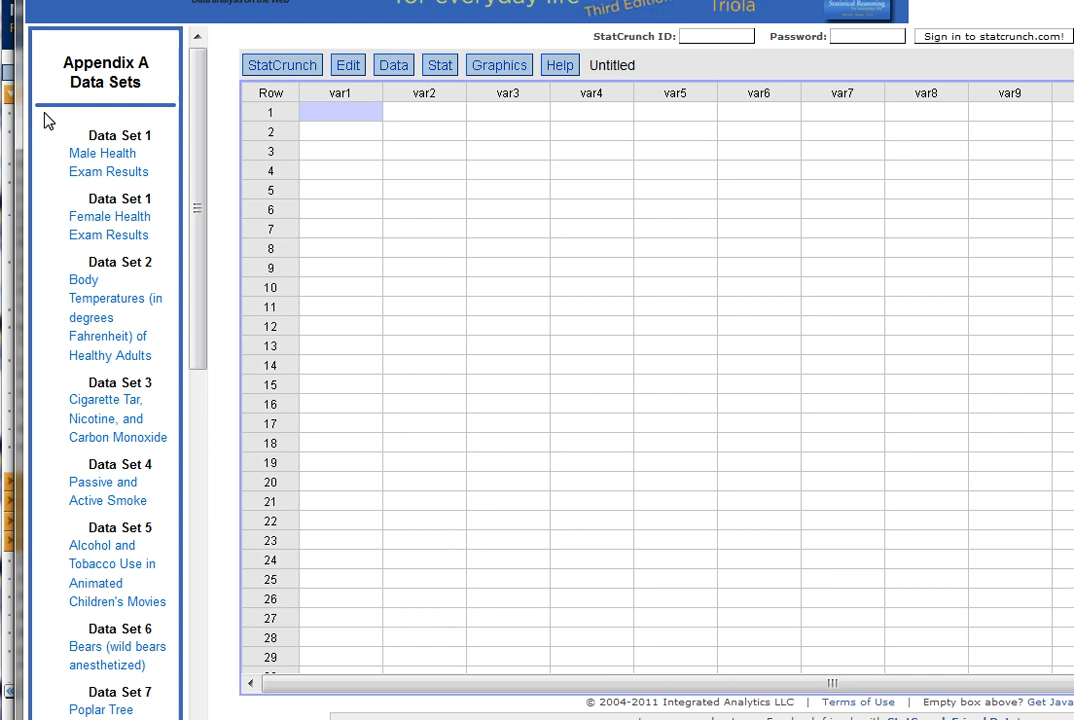 Data analysis on the Web
for everyday life
Third Edition
Triola
Statistical Reasoning
StatCrunch ID:
Password:
Sign in to statcrunch.com!
Appendix A
Data Sets
Data Set 1
Male Health
Exam Results
Data Set 1
Female Health
Exam Results
Data Set 2
Body
Temperatures (in
degrees
Fahrenheit) of
Healthy Adults
Data Set 3
Cigarette Tar,
Nicotine, and
Carbon Monoxide
Data Set 4
Passive and
Active Smoke
Data Set 5
Alcohol and
Tobacco Use in
Animated
Children's Movies
Data Set 6
Bears (wild bears
anesthetized)
Data Set 7
Poplar Tree
StatCrunch Edit Data Stat Graphics Help Untitled
Row var1 var2 var3 var4 var5 var6 var7 var8 var9
1
2
3
4
5
6
7
8
9
10
11
12
13
14
15
16
17
18
19
20
21
22
23
24
25
26
27
28
29
© 2004-2011 Integrated Analytics LLC | Terms of Use | Empty box above? Get Java